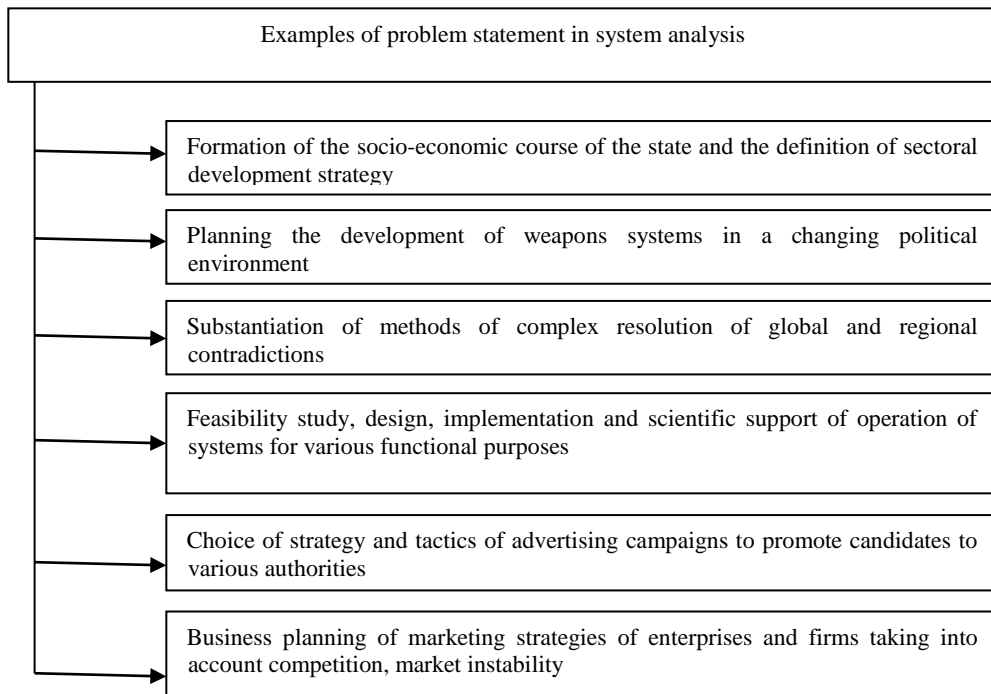 Examples of problem statement in system analysis
Formation of the socio-economic course of the state and the definition of sectoral
development strategy
Planning the development of weapons systems in a changing political
environment
Substantiation of methods of complex resolution of global and regional
contradictions
Feasibility study, design, implementation and scientific support of operation of
systems for various functional purposes
Choice of strategy and tactics of advertising campaigns to promote candidates to
various authorities
Business planning of marketing strategies of enterprises and firms taking into
account competition, market instability